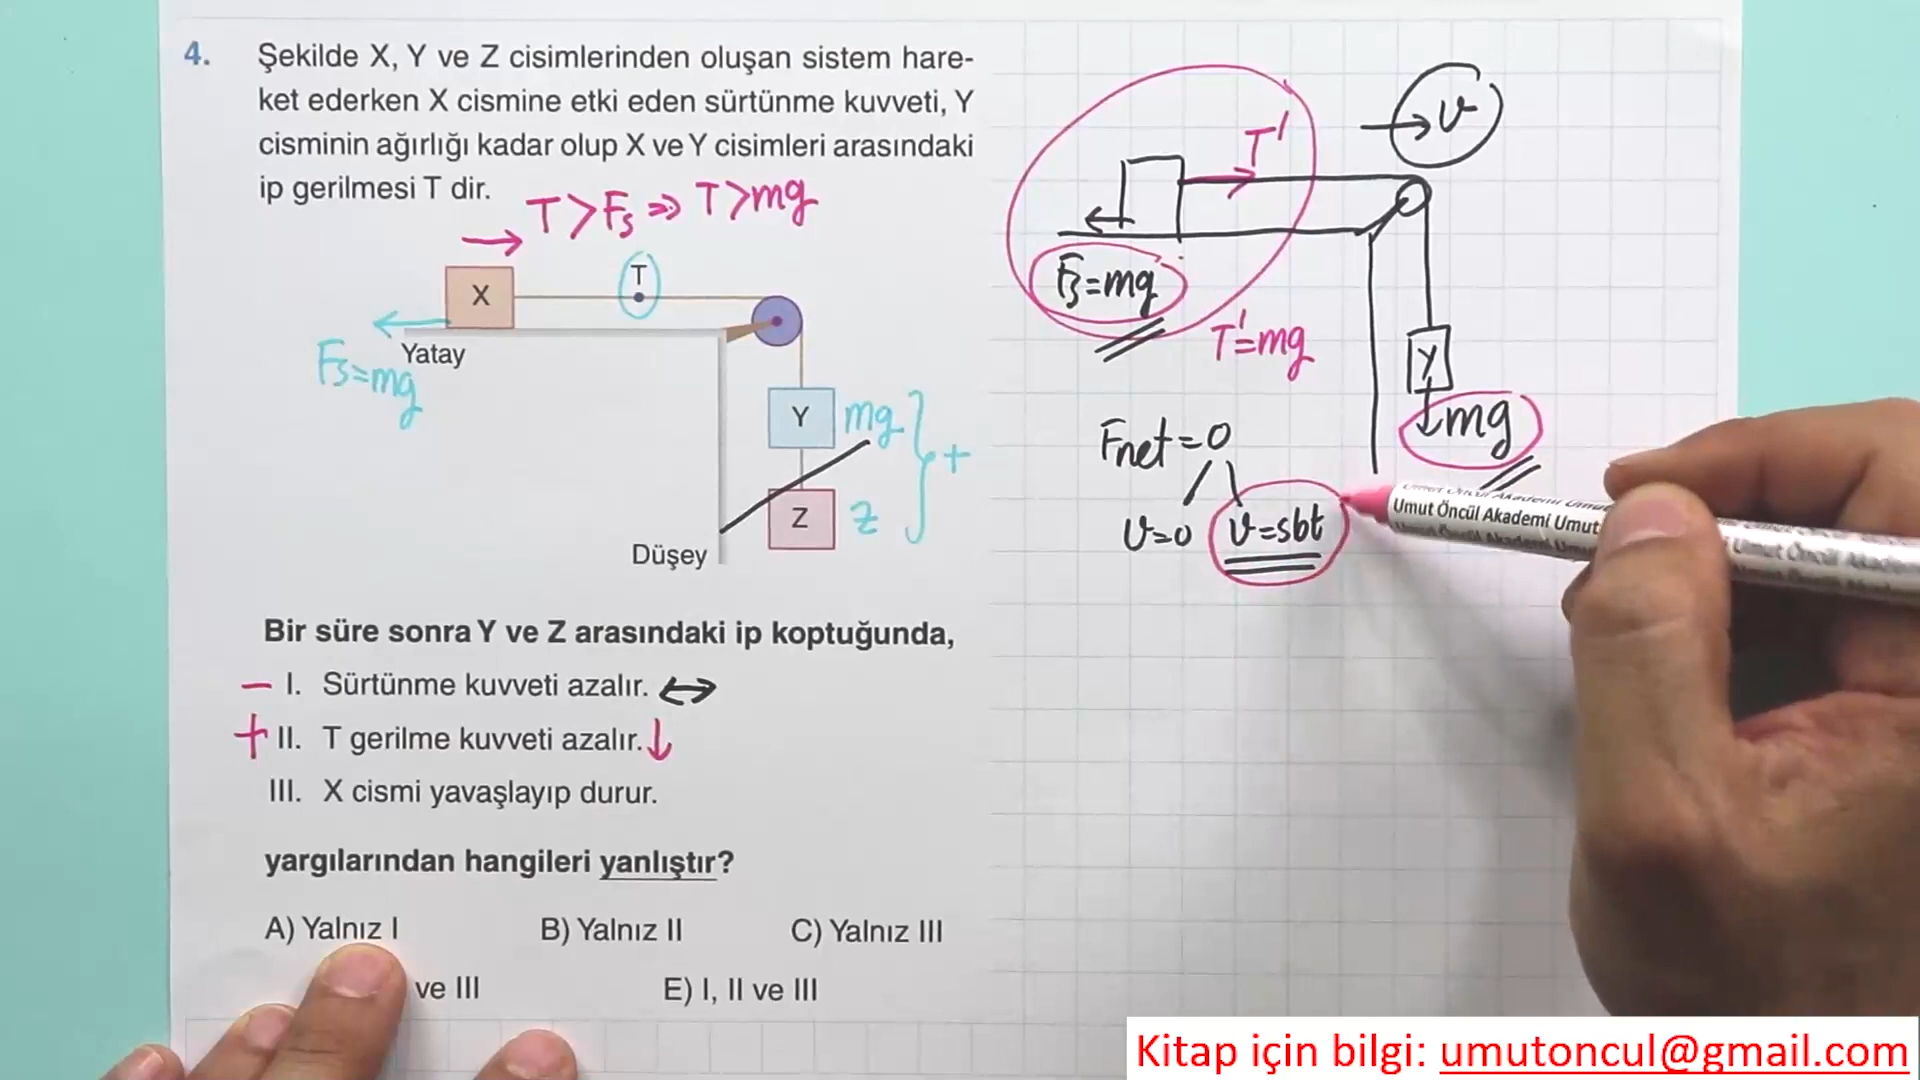 4. Şekilde X, Y ve Z cisimlerinden oluşan sistem hare-
ket ederken X cismine etki eden sürtünme kuvveti, Y
cisminin ağırlığı kadar olup X ve Y cisimleri arasındaki
ip gerilmesi T dir.
T > Fs ⇒ T > mg
T
X
Yatay
Fs = mg
Y
mg
+
Z
Z
Düşey
Bir süre sonra Y ve Z arasındaki ip koptuğunda,
– I. Sürtünme kuvveti azalır. ↔
+ II. T gerilme kuvveti azalır. ↓
III. X cismi yavaşlayıp durur.
yargılarından hangileri yanlıştır?
A) Yalnız I B) Yalnız II C) Yalnız III
ve III E) I, II ve III
→ v
T'
Fs = mg
T' = mg
Y
mg
Fnet = 0
v = 0 v = sbt
Umut Öncül Akademi Umut
Kitap için bilgi: umutoncul@gmail.com